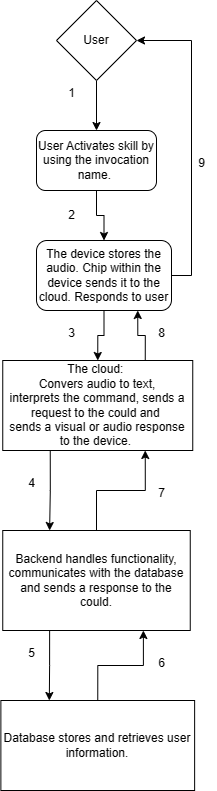 User
1
User Activates skill by
using the invocation
name.
2
The device stores the
audio. Chip within the
device sends it to the
cloud. Responds to user
9
3
8
The cloud:
Convers audio to text,
interprets the command, sends a
request to the could and
sends a visual or audio response
to the device.
4
7
Backend handles functionality,
communicates with the database
and sends a response to the
could.
5
6
Database stores and retrieves user
information.